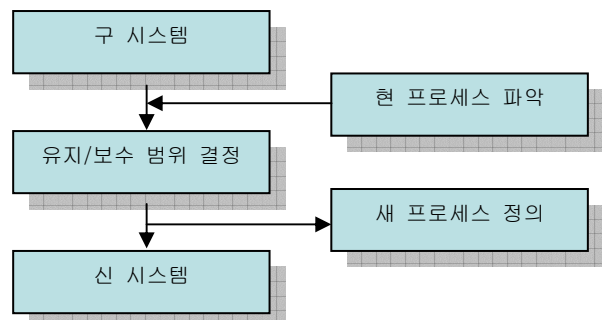 구 시스템
현 프로세스 파악
유지/보수 범위 결정
새 프로세스 정의
신 시스템